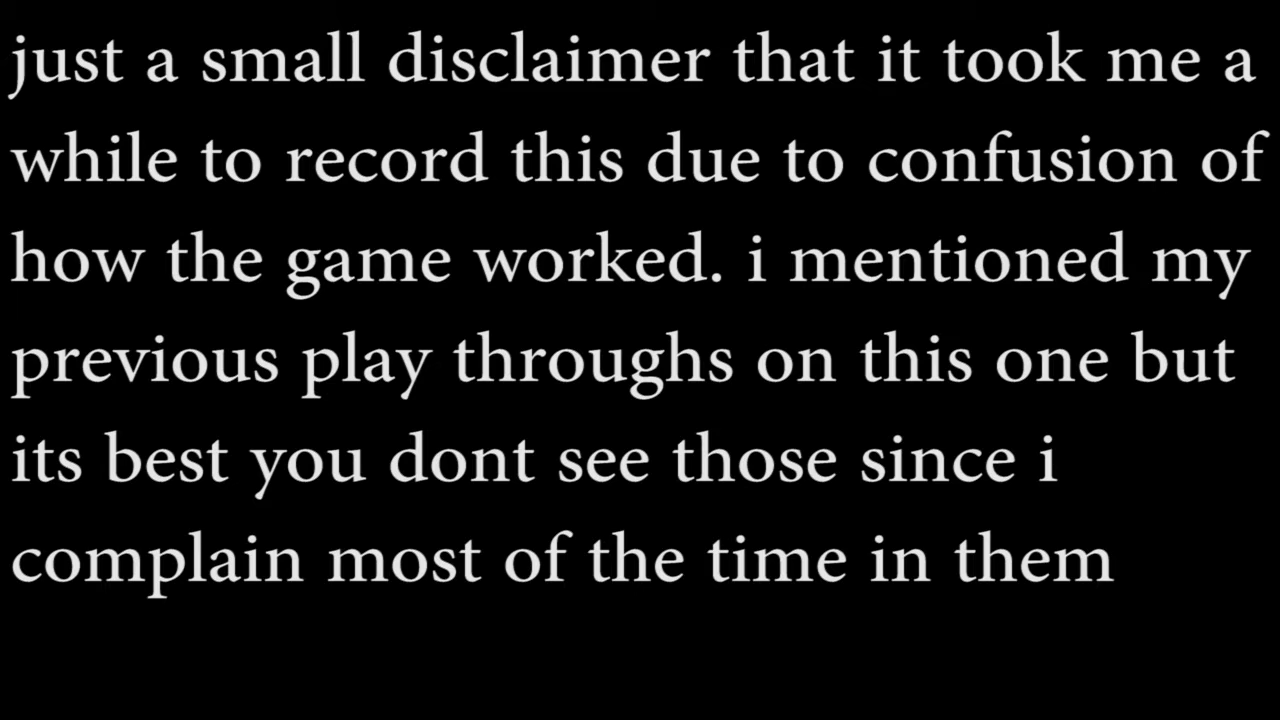 just a small disclaimer that it took me a
while to record this due to confusion of
how the game worked. i mentioned my
previous play throughs on this one but
its best you dont see those since i
complain most of the time in them